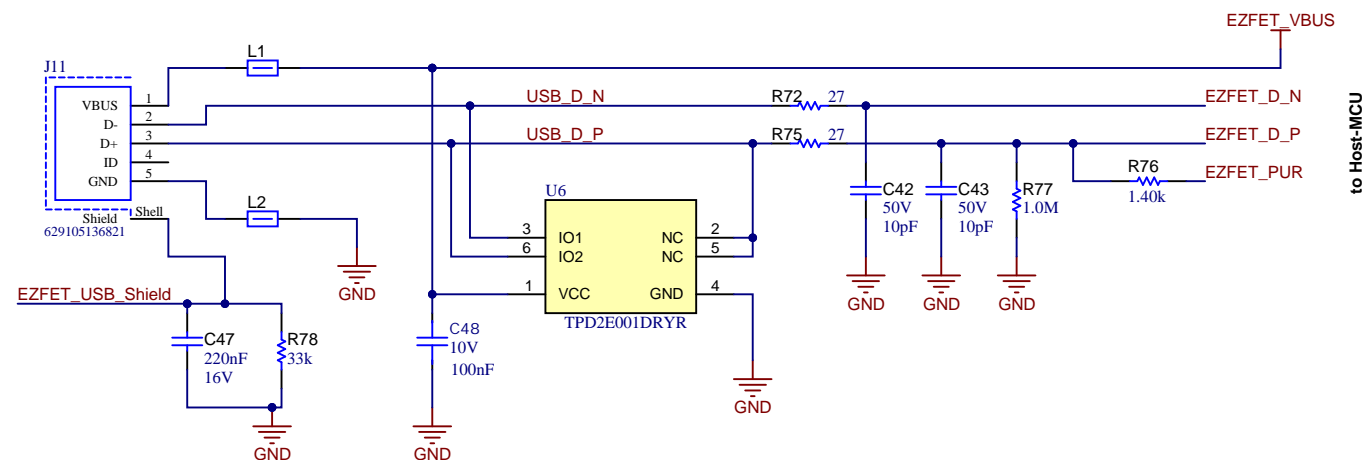 EZFET_VBUS
L1
J11
VBUS 1
D- 2
D+ 3
ID 4
GND 5
Shield Shell
629105136821
USB_D_N
R72 27
EZFET_D_N
USB_D_P
R75 27
EZFET_D_P
R76
1.40k
EZFET_PUR
to Host-MCU
L2
GND
U6
3 IO1
6 IO2
1 VCC
NC 2
NC 5
GND 4
TPD2E001DRYR
GND
C42
50V
10pF
GND
C43
50V
10pF
GND
R77
1.0M
GND
EZFET_USB_Shield
C47
220nF
16V
R78
33k
GND
C48
10V
100nF
GND